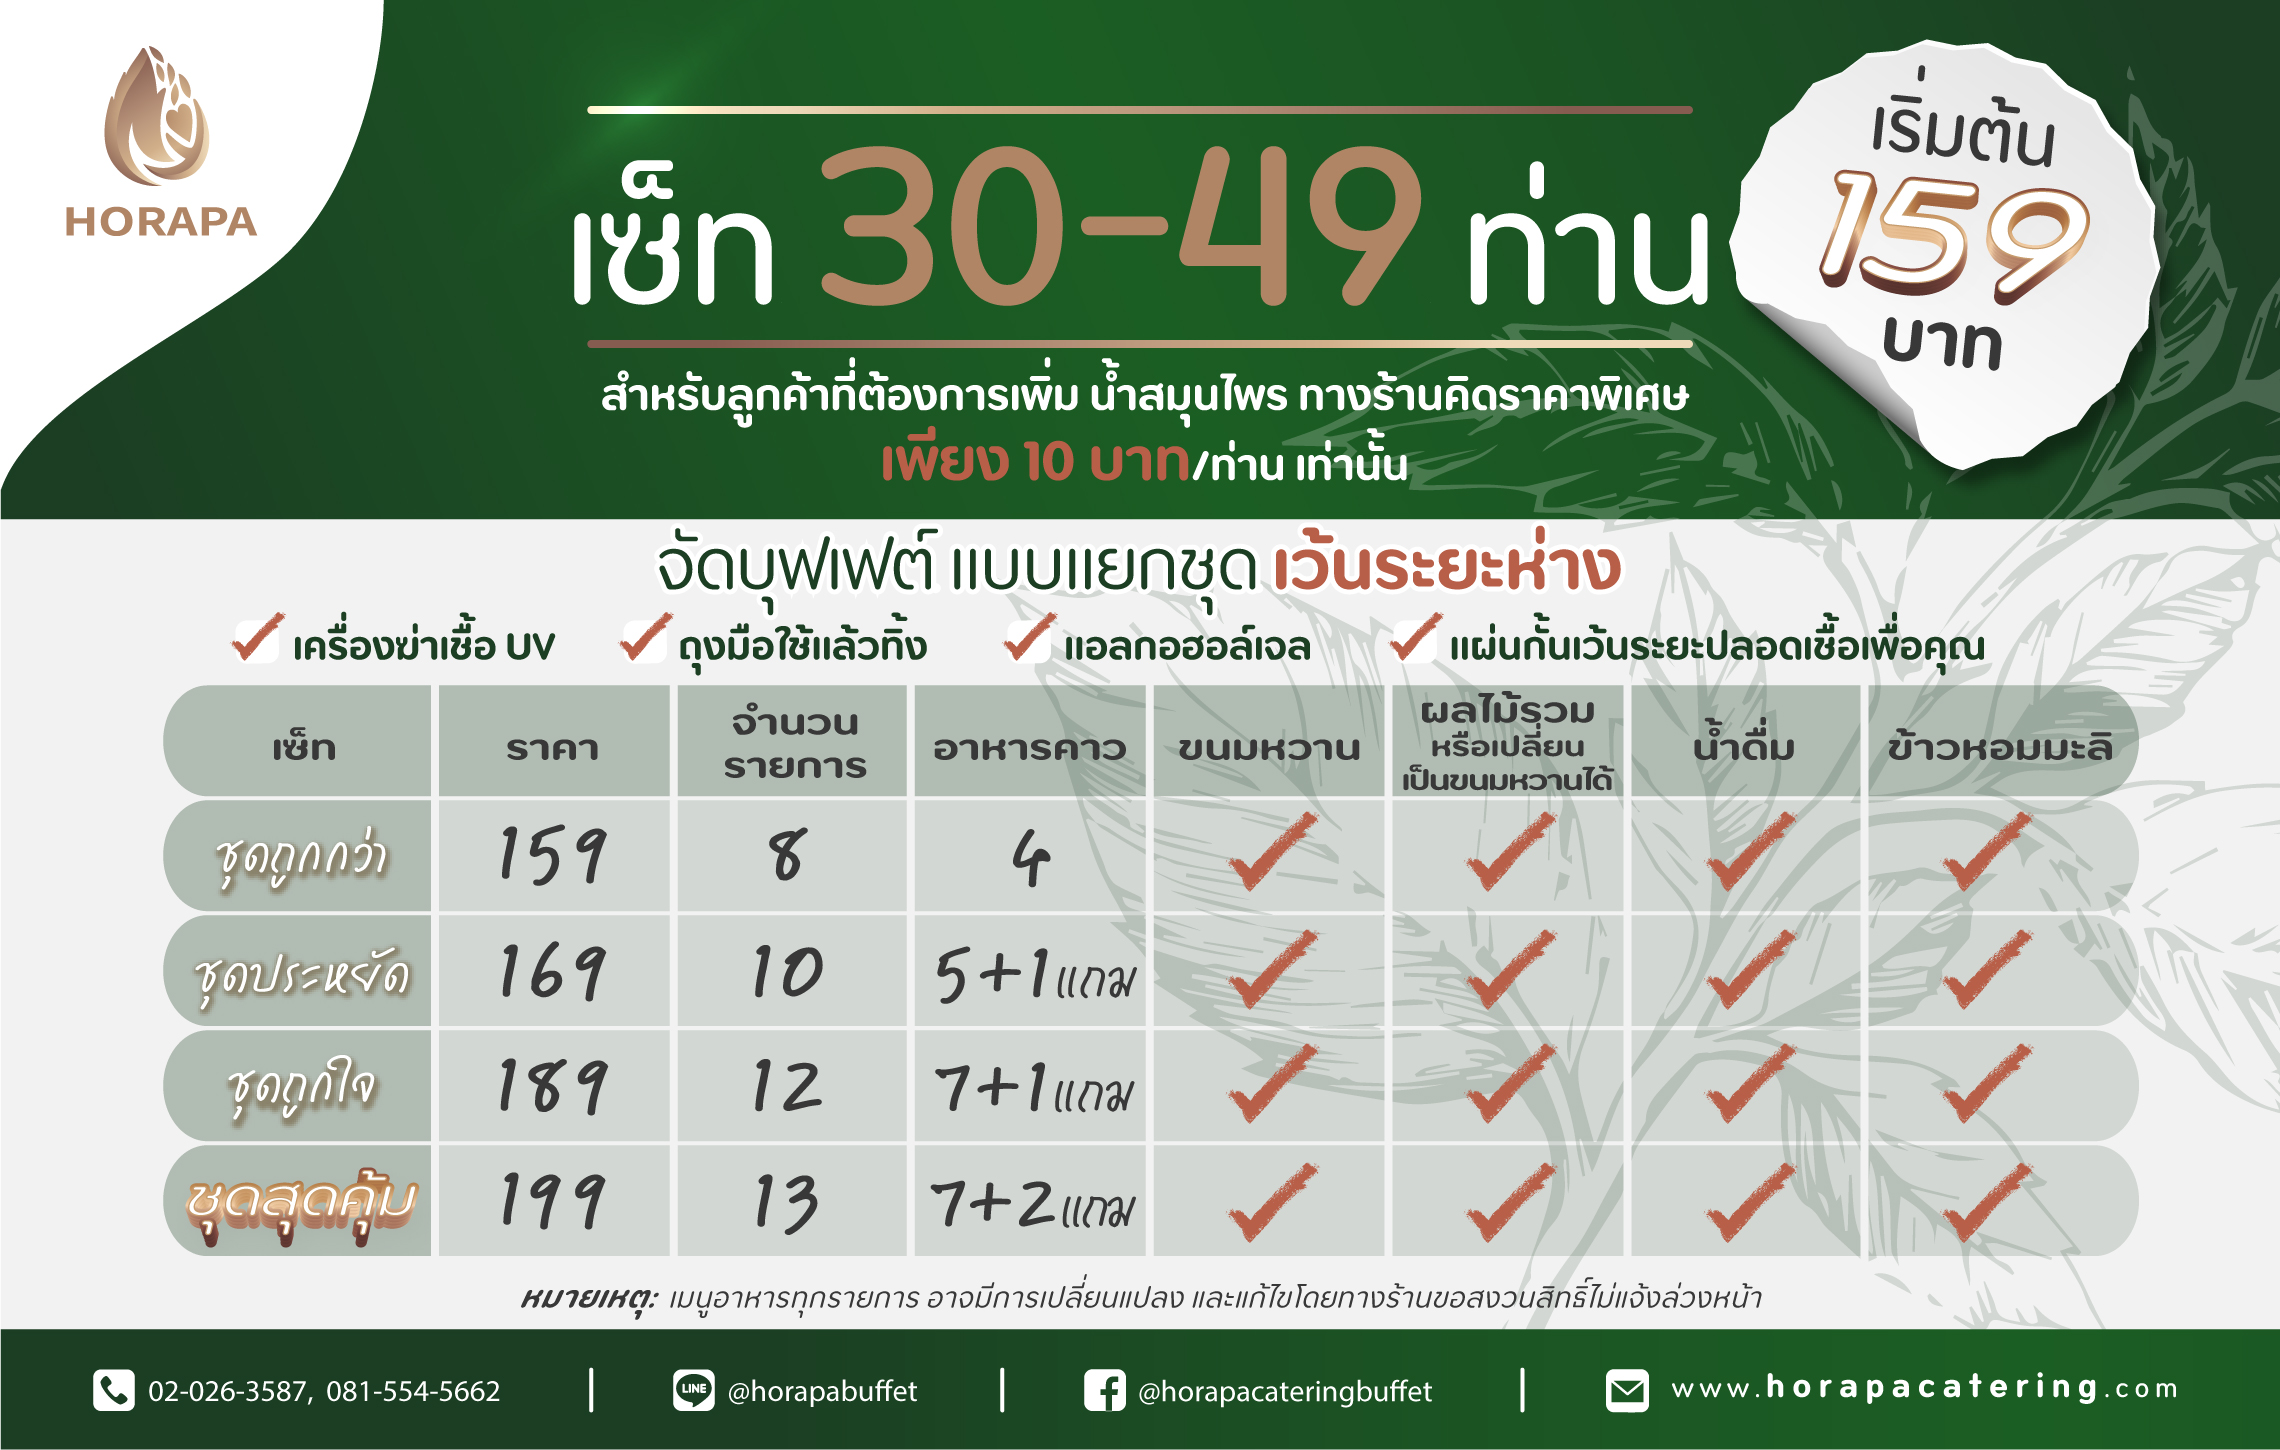 HORAPA
เซ็ท 30-49 ท่าน
เริ่มต้น
159
บาท
สำหรับลูกค้าที่ต้องการเพิ่ม น้ำสมุนไพร ทางร้านคิดราคาพิเศษ
เพียง 10 บาท/ท่าน เท่านั้น
จัดบุฟเฟต์ แบบแยกชุด เว้นระยะห่าง
เครื่องฆ่าเชื้อ UV ถุงมือใช้แล้วทิ้ง แอลกอฮอล์เจล แผ่นกั้นเว้นระยะปลอดเชื้อเพื่อคุณ
เซ็ท
ราคา
จำนวน
รายการ
อาหารคาว
ขนมหวาน
ผลไม้รวม
หรือเปลี่ยน
เป็นขนมหวานได้
น้ำดื่ม
ข้าวหอมมะลิ
ชุดถูกกว่า 159 8 4
ชุดประหยัด 169 10 5+1 แถม
ชุดถูกใจ 189 12 7+1 แถม
ชุดสุดคุ้ม 199 13 7+2 แถม
หมายเหตุ: เมนูอาหารทุกรายการ อาจมีการเปลี่ยนแปลง และแก้ไขโดยทางร้านขอสงวนสิทธิ์ไม่แจ้งล่วงหน้า
02-026-3587, 081-554-5662 LINE @horapabuffet @horapacateringbuffet www.horapacatering.com